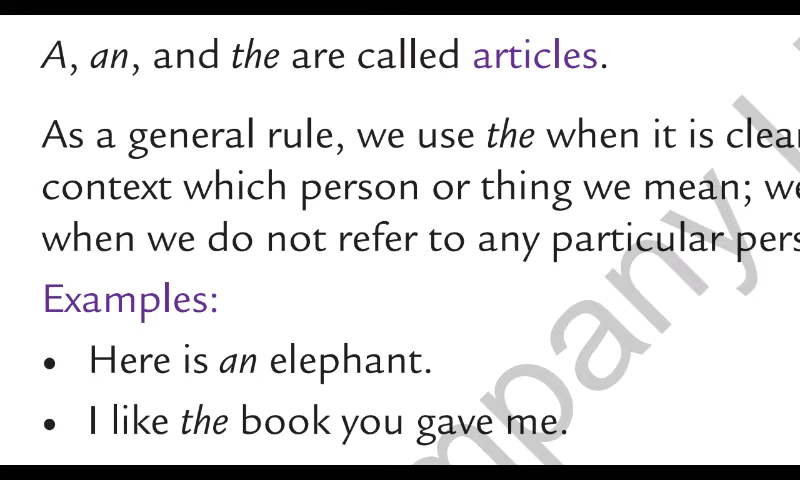 A, an, and the are called articles.
As a general rule, we use the when it is clear
context which person or thing we mean; we
when we do not refer to any particular pers
Examples:
• Here is an elephant.
• I like the book you gave me.
mpany L